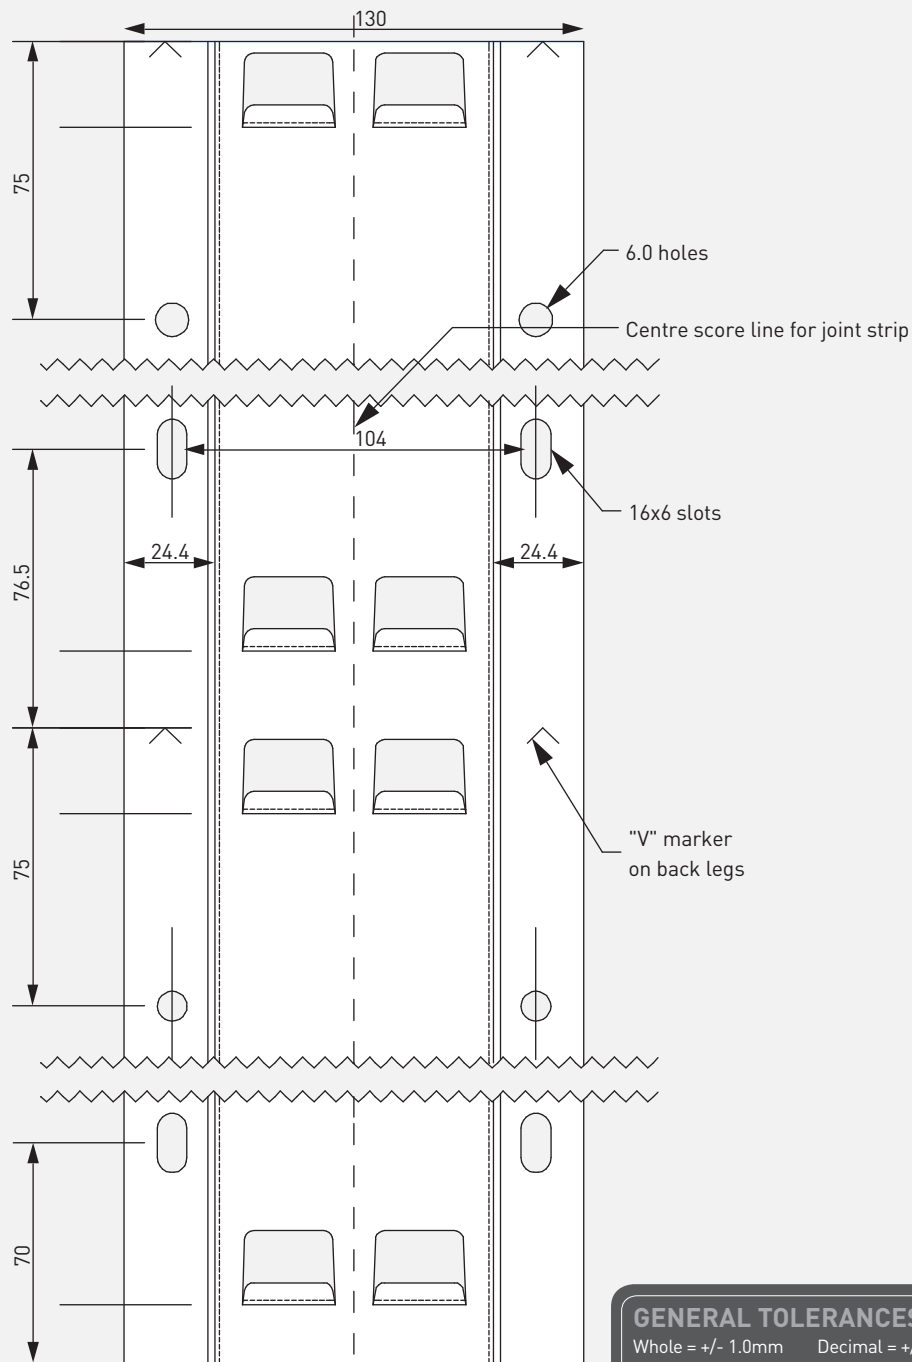 130
75
6.0 holes
Centre score line for joint strip
104
16x6 slots
24.4
24.4
76.5
75
"V" marker
on back legs
70
GENERAL TOLERANCES
Whole = +/- 1.0mm Decimal = +/